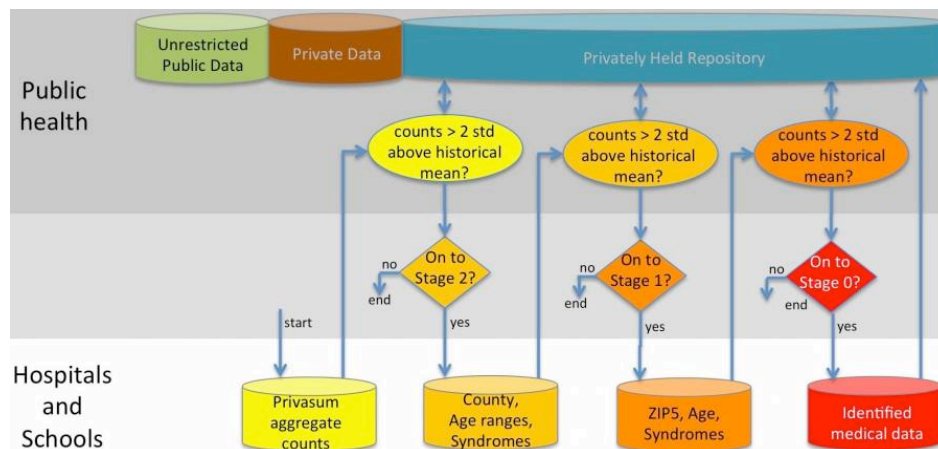 Unrestricted
Public Data
Private Data
Privately Held Repository
Public
health
counts > 2 std
above historical
mean?
counts > 2 std
above historical
mean?
counts > 2 std
above historical
mean?
no
On to
Stage 2?
end
no
On to
Stage 1?
end
no
On to
Stage 0?
end
start
yes
yes
yes
Hospitals
and
Schools
Privasum
aggregate
counts
County,
Age ranges,
Syndromes
ZIP5, Age,
Syndromes
Identified
medical data